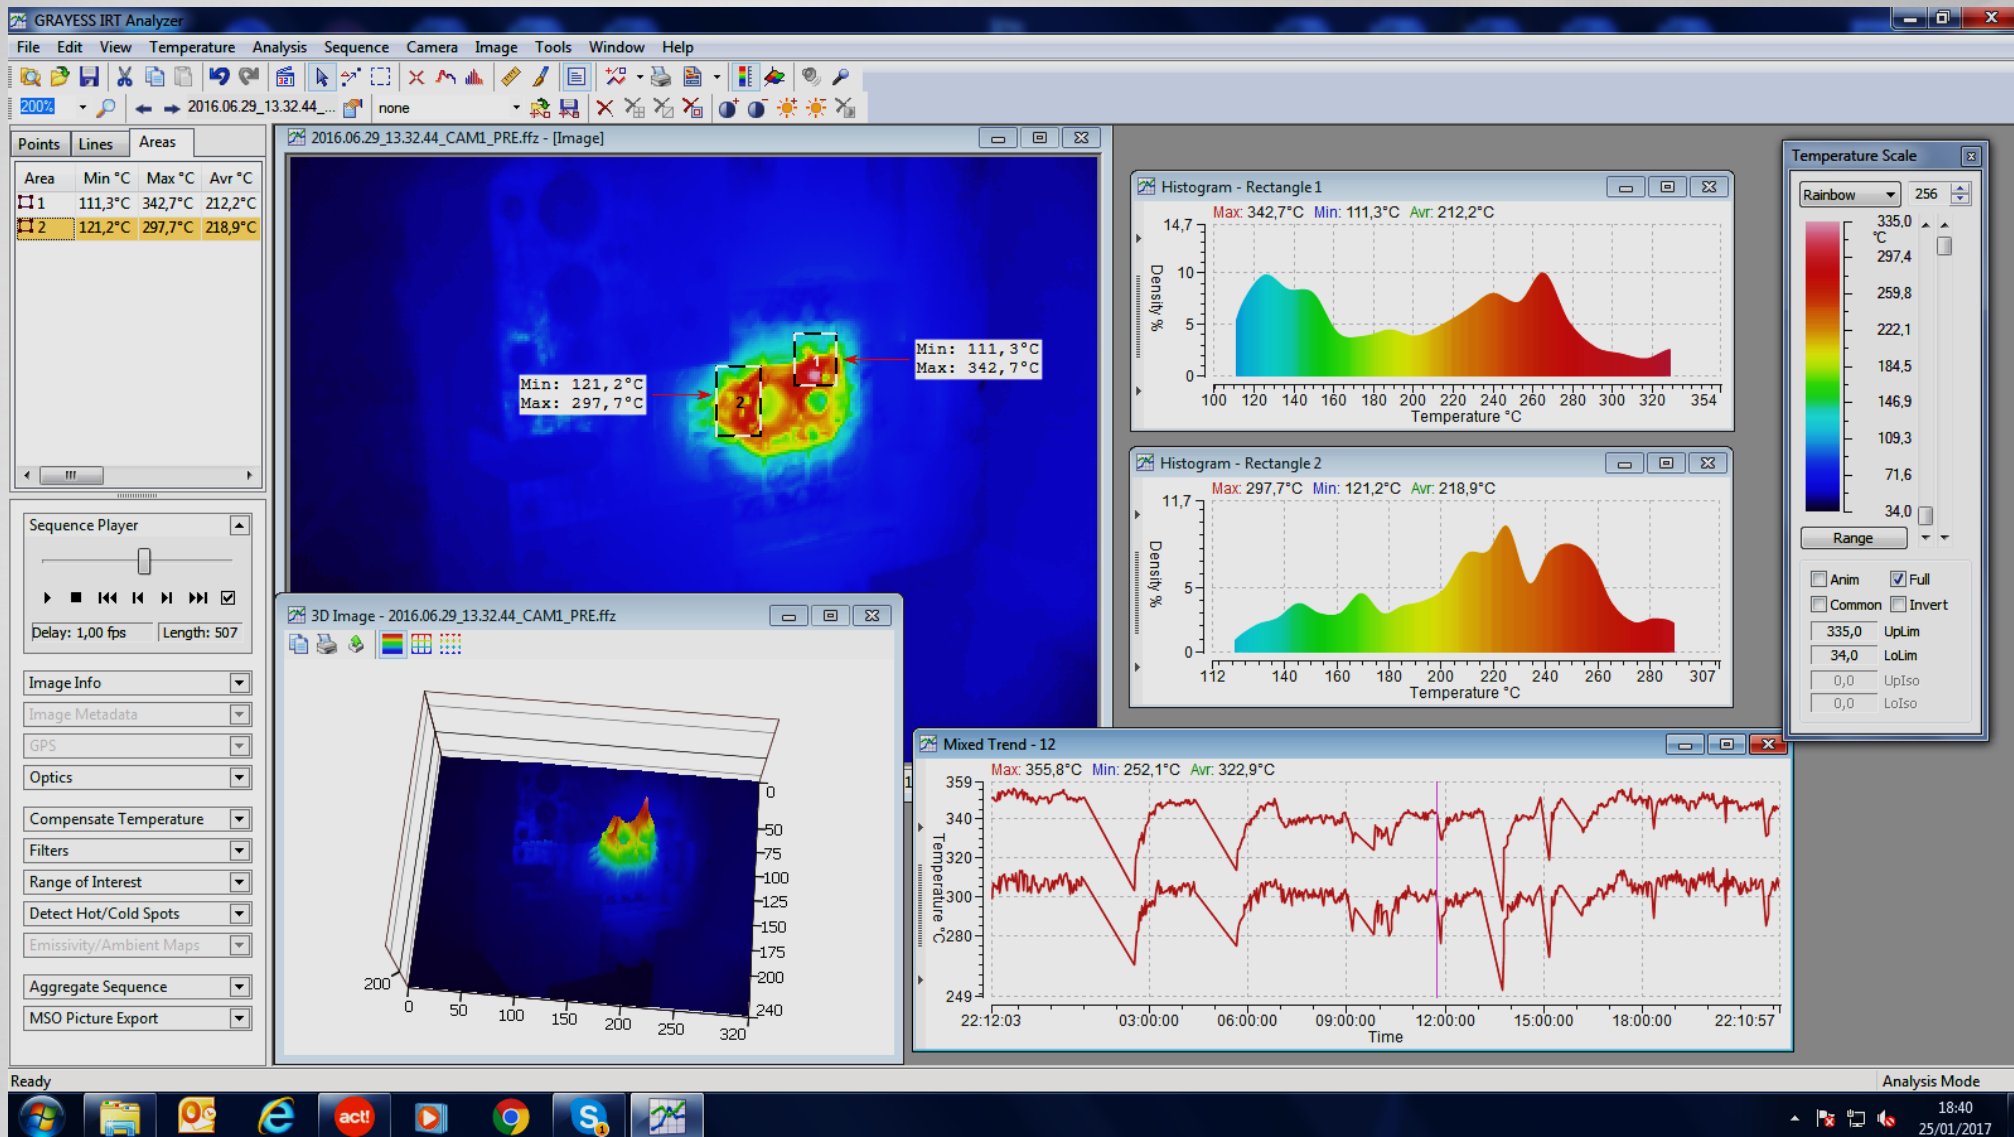 GRAYESS IRT Analyzer
File Edit View Temperature Analysis Sequence Camera Image Tools Window Help
200% 2016.06.29_13.32.44_... none
Points Lines Areas
Area Min °C Max °C Avr °C
1 111,3°C 342,7°C 212,2°C
2 121,2°C 297,7°C 218,9°C
Sequence Player
Delay: 1,00 fps Length: 507
Image Info
Image Metadata
GPS
Optics
Compensate Temperature
Filters
Range of Interest
Detect Hot/Cold Spots
Emissivity/Ambient Maps
Aggregate Sequence
MSO Picture Export
2016.06.29_13.32.44_CAM1_PRE.ffz - [Image]
Min: 111,3°C
Max: 342,7°C
1
Min: 121,2°C
Max: 297,7°C
2
3D Image - 2016.06.29_13.32.44_CAM1_PRE.ffz
0
50
75
100
125
150
175
200
240
200
0 50 100 150 200 250 320
Histogram - Rectangle 1
Max: 342,7°C Min: 111,3°C Avr: 212,2°C
14,7
10
5
0
Density %
100 120 140 160 180 200 220 240 260 280 300 320 354
Temperature °C
Histogram - Rectangle 2
Max: 297,7°C Min: 121,2°C Avr: 218,9°C
11,7
5
0
Density %
112 140 160 180 200 220 240 260 280 307
Temperature °C
Mixed Trend - 12
Max: 355,8°C Min: 252,1°C Avr: 322,9°C
359
340
320
300
280
249
Temperature °C
22:12:03 03:00:00 06:00:00 09:00:00 12:00:00 15:00:00 18:00:00 22:10:57
Time
Temperature Scale
Rainbow 256
335,0
°C
297,4
259,8
222,1
184,5
146,9
109,3
71,6
34,0
Range
Anim Full
Common Invert
335,0 UpLim
34,0 LoLim
0,0 UpIso
0,0 LoIso
Ready
Analysis Mode
act!
S
1
18:40
25/01/2017